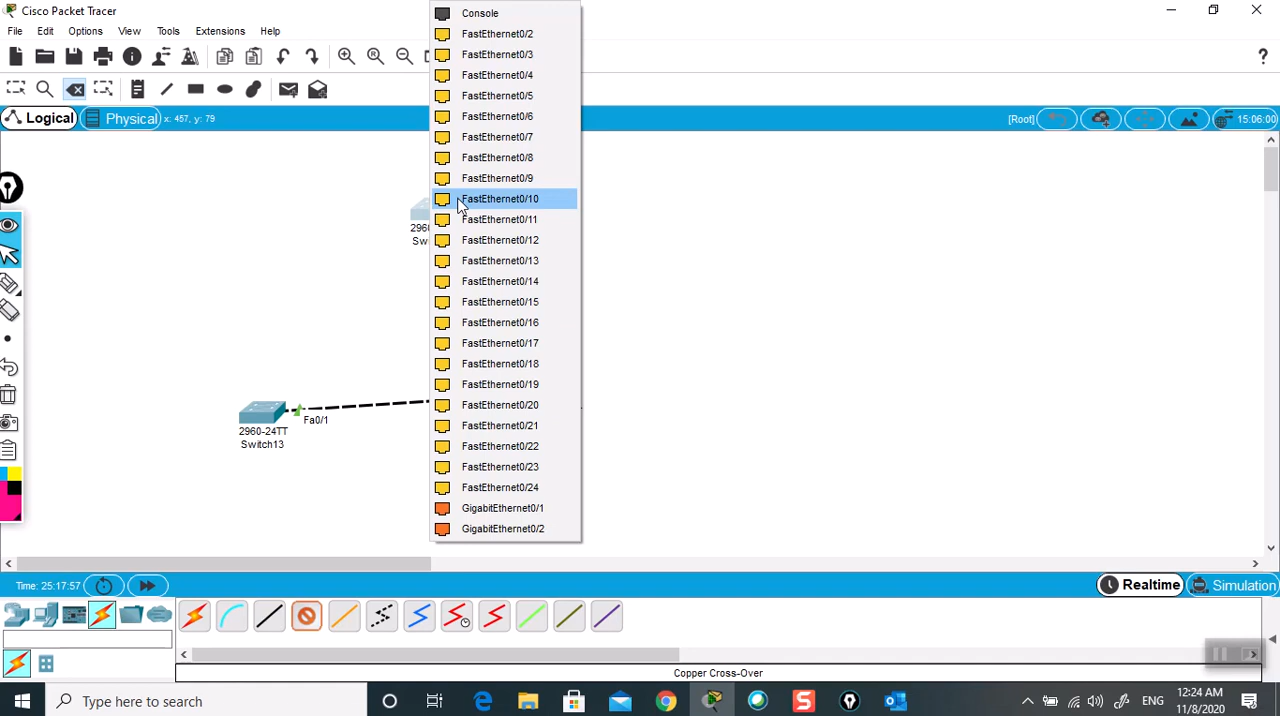 Cisco Packet Tracer
File Edit Options View Tools Extensions Help
Logical Physical x: 457, y: 79 [Root] 15:06:00
Console
FastEthernet0/2
FastEthernet0/3
FastEthernet0/4
FastEthernet0/5
FastEthernet0/6
FastEthernet0/7
FastEthernet0/8
FastEthernet0/9
FastEthernet0/10
FastEthernet0/11
FastEthernet0/12
FastEthernet0/13
FastEthernet0/14
FastEthernet0/15
FastEthernet0/16
FastEthernet0/17
FastEthernet0/18
FastEthernet0/19
FastEthernet0/20
FastEthernet0/21
FastEthernet0/22
FastEthernet0/23
FastEthernet0/24
GigabitEthernet0/1
GigabitEthernet0/2
2960
Sw
Fa0/1
2960-24TT
Switch13
Time: 25:17:57 Realtime Simulation
Copper Cross-Over
Type here to search
ENG
12:24 AM
11/8/2020